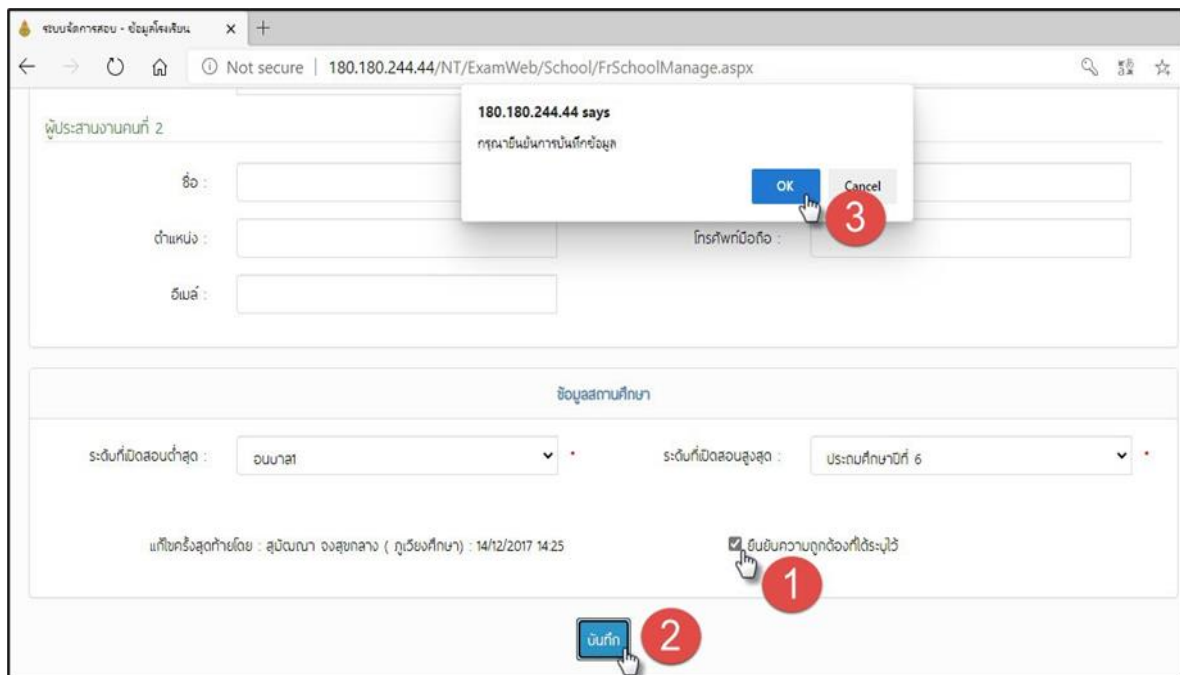 ระบบจัดการสอบ - ข้อมูลโรงเรียน
Not secure | 180.180.244.44/NT/ExamWeb/School/FrSchoolManage.aspx
180.180.244.44 says
กรุณายืนยันการบันทึกข้อมูล
OK Cancel
3
ผู้ประสานงานคนที่ 2
ชื่อ :
ตำแหน่ง : โทรศัพท์มือถือ :
อีเมล์ :
ข้อมูลสถานศึกษา
ระดับที่เปิดสอนต่ำสุด : อนุบาล1 * ระดับที่เปิดสอนสูงสุด : ประถมศึกษาปีที่ 6 *
แก้ไขครั้งสุดท้ายโดย : สุมัฒณา จงสุขกลาง ( ภูเวียงศึกษา) : 14/12/2017 14:25 ยืนยันความถูกต้องที่ได้ระบุไว้
1
บันทึก 2